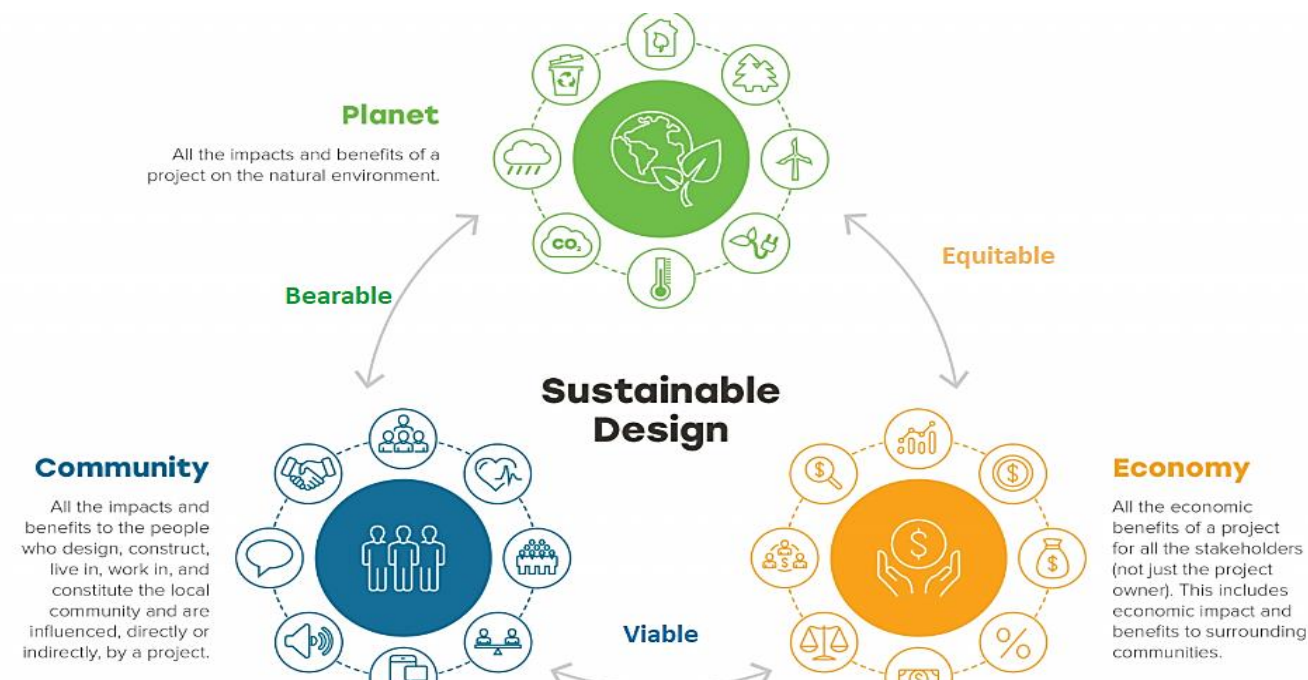 Planet
All the impacts and benefits of a
project on the natural environment.
CO₂
Equitable
Bearable
Sustainable
Design
Community
All the impacts and
benefits to the people
who design, construct,
live in, work in, and
constitute the local
community and are
influenced, directly or
indirectly, by a project.
Economy
All the economic
benefits of a project
for all the stakeholders
(not just the project
owner). This includes
economic impact and
benefits to surrounding
communities.
$
$
$
$
$
%
Viable